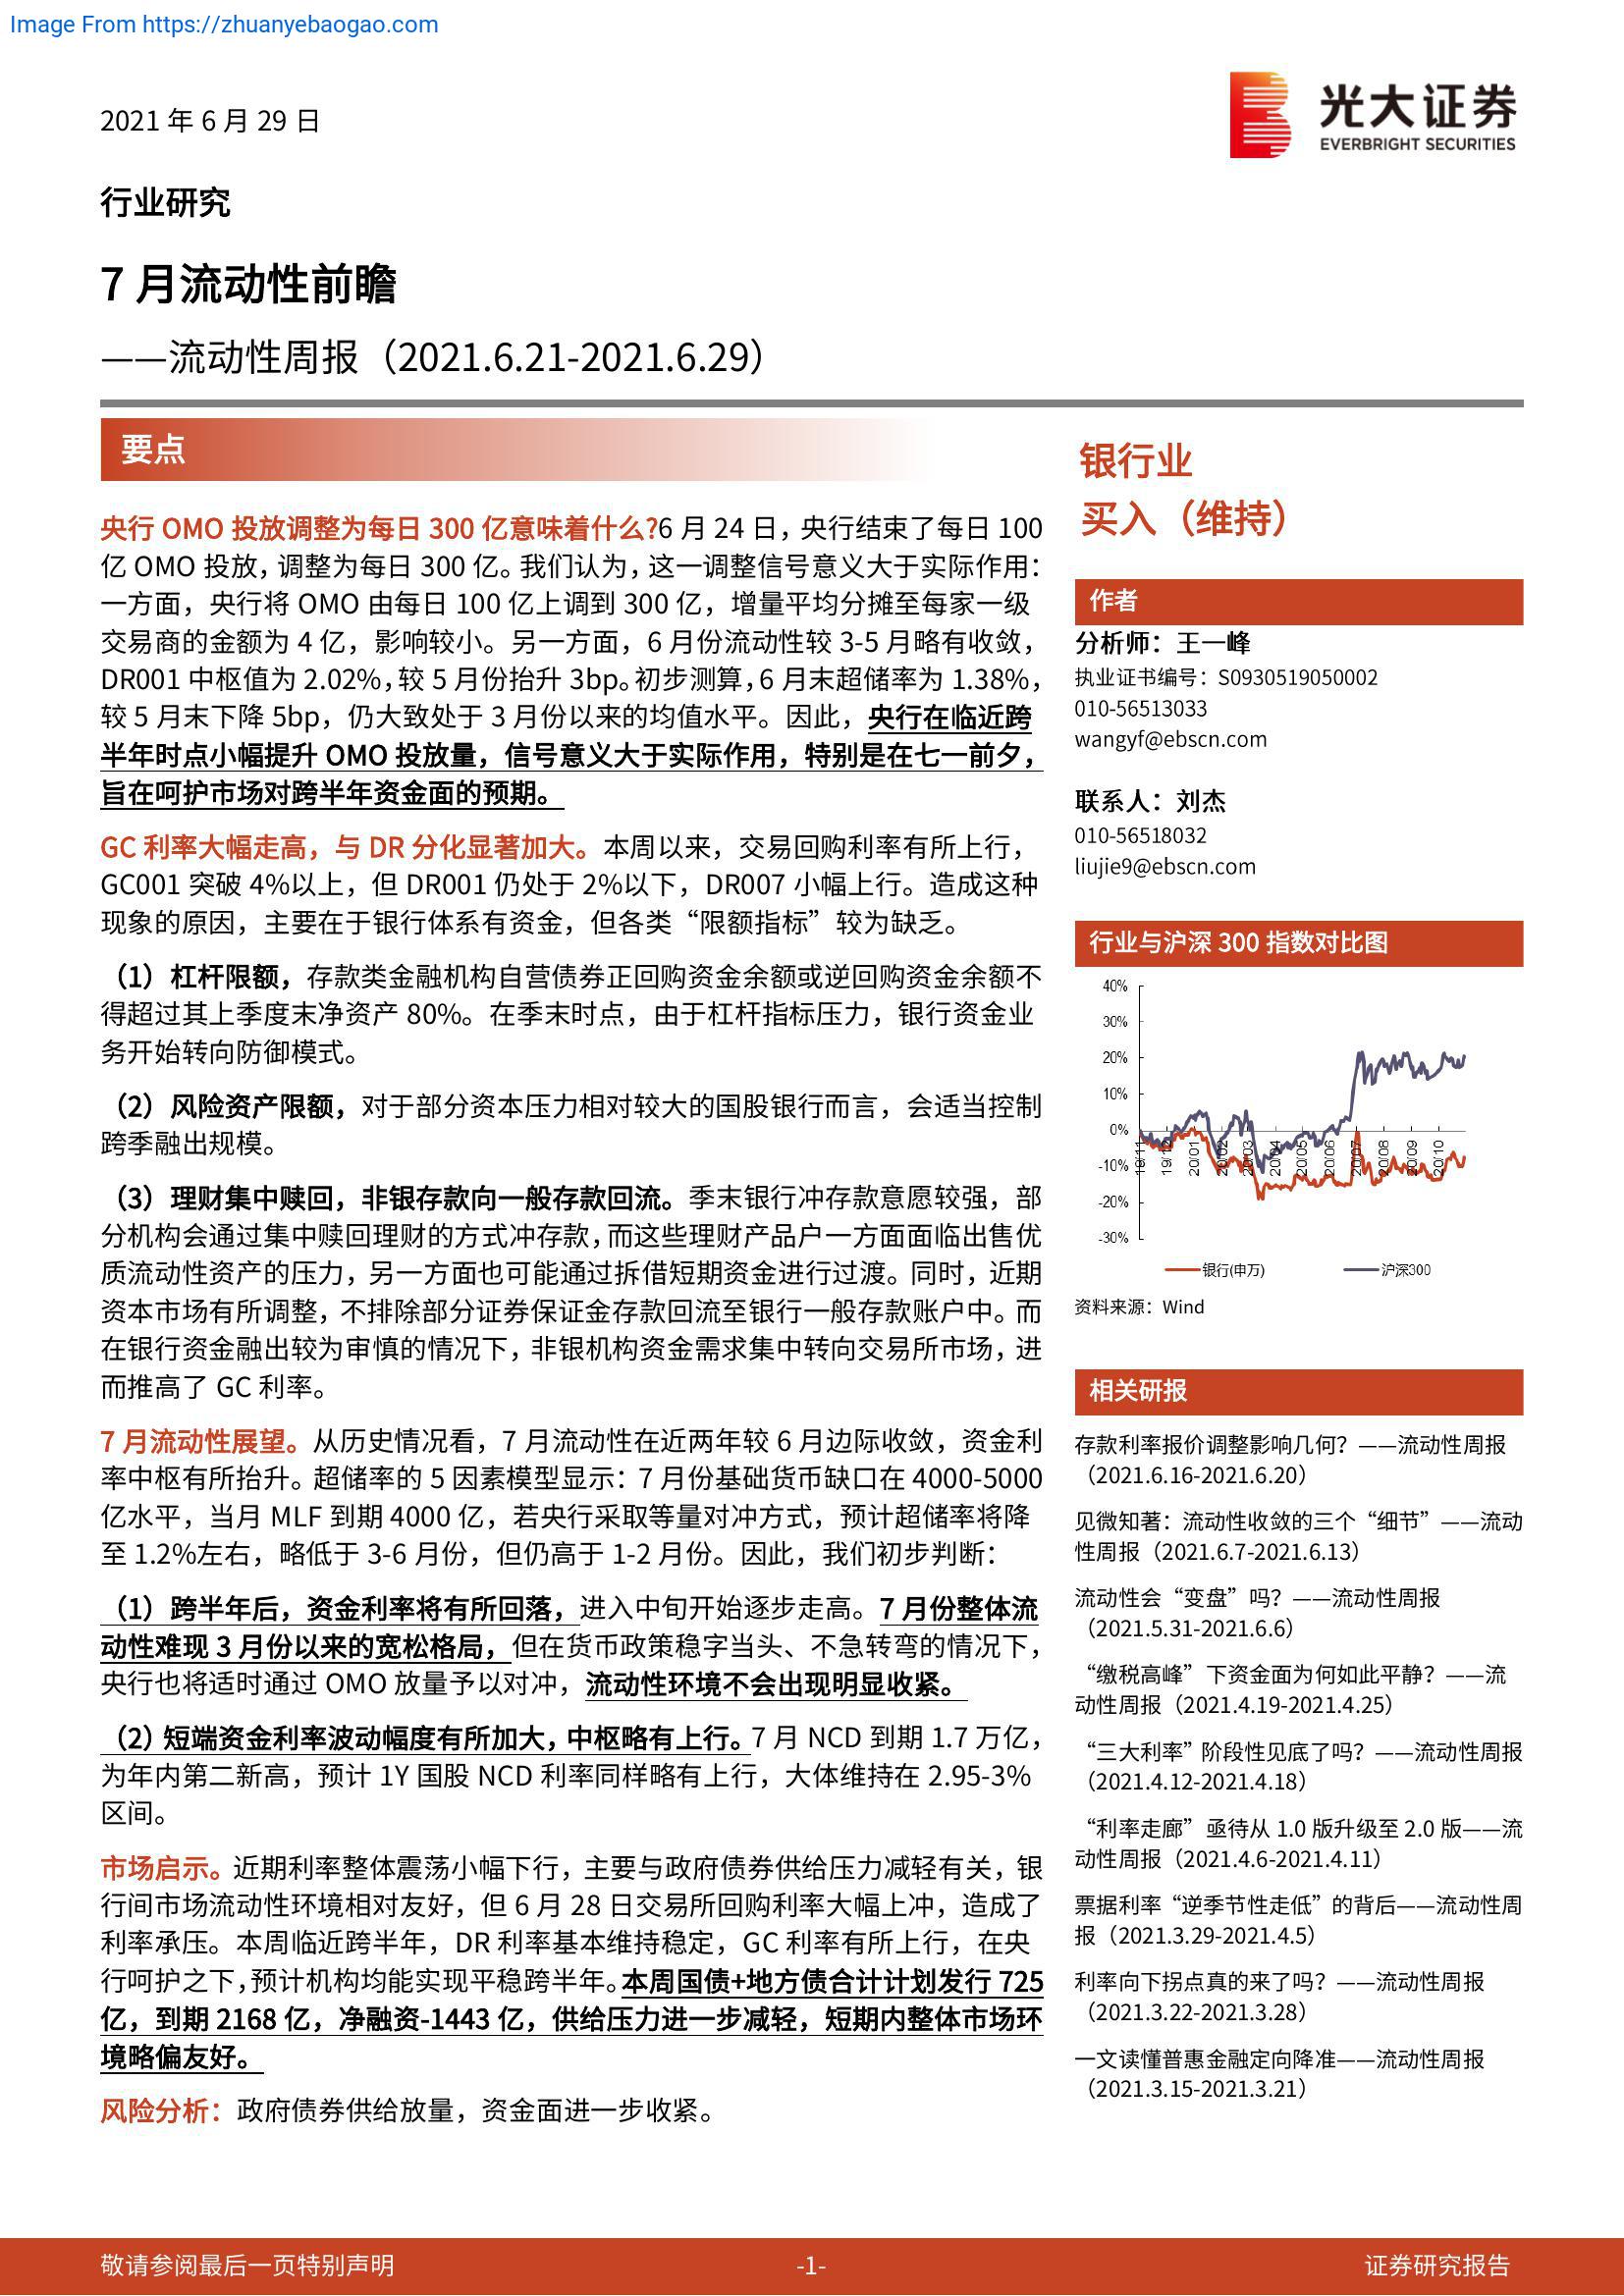 Image From https://zhuanyebaogao.com
2021 年 6 月 29 日
光大证券
EVERBRIGHT SECURITIES
行业研究
7 月流动性前瞻
——流动性周报（2021.6.21-2021.6.29）
要点
央行 OMO 投放调整为每日 300 亿意味着什么?6 月 24 日，央行结束了每日 100
亿 OMO 投放，调整为每日 300 亿。我们认为，这一调整信号意义大于实际作用：
一方面，央行将 OMO 由每日 100 亿上调到 300 亿，增量平均分摊至每家一级
交易商的金额为 4 亿，影响较小。另一方面，6 月份流动性较 3-5 月略有收敛，
DR001 中枢值为 2.02%，较 5 月份抬升 3bp。初步测算，6 月末超储率为 1.38%，
较 5 月末下降 5bp，仍大致处于 3 月份以来的均值水平。因此，央行在临近跨
半年时点小幅提升 OMO 投放量，信号意义大于实际作用，特别是在七一前夕，
旨在呵护市场对跨半年资金面的预期。
GC 利率大幅走高，与 DR 分化显著加大。本周以来，交易回购利率有所上行，
GC001 突破 4%以上，但 DR001 仍处于 2%以下，DR007 小幅上行。造成这种
现象的原因，主要在于银行体系有资金，但各类“限额指标”较为缺乏。
（1）杠杆限额，存款类金融机构自营债券正回购资金余额或逆回购资金余额不
得超过其上季度末净资产 80%。在季末时点，由于杠杆指标压力，银行资金业
务开始转向防御模式。
（2）风险资产限额，对于部分资本压力相对较大的国股银行而言，会适当控制
跨季融出规模。
（3）理财集中赎回，非银存款向一般存款回流。季末银行冲存款意愿较强，部
分机构会通过集中赎回理财的方式冲存款，而这些理财产品户一方面面临出售优
质流动性资产的压力，另一方面也可能通过拆借短期资金进行过渡。同时，近期
资本市场有所调整，不排除部分证券保证金存款回流至银行一般存款账户中。而
在银行资金融出较为审慎的情况下，非银机构资金需求集中转向交易所市场，进
而推高了 GC 利率。
7 月流动性展望。从历史情况看，7 月流动性在近两年较 6 月边际收敛，资金利
率中枢有所抬升。超储率的 5 因素模型显示：7 月份基础货币缺口在 4000-5000
亿水平，当月 MLF 到期 4000 亿，若央行采取等量对冲方式，预计超储率将降
至 1.2%左右，略低于 3-6 月份，但仍高于 1-2 月份。因此，我们初步判断：
（1）跨半年后，资金利率将有所回落，进入中旬开始逐步走高。7 月份整体流
动性难现 3 月份以来的宽松格局，但在货币政策稳字当头、不急转弯的情况下，
央行也将适时通过 OMO 放量予以对冲，流动性环境不会出现明显收紧。
（2）短端资金利率波动幅度有所加大，中枢略有上行。7 月 NCD 到期 1.7 万亿，
为年内第二新高，预计 1Y 国股 NCD 利率同样略有上行，大体维持在 2.95-3%
区间。
市场启示。近期利率整体震荡小幅下行，主要与政府债券供给压力减轻有关，银
行间市场流动性环境相对友好，但 6 月 28 日交易所回购利率大幅上冲，造成了
利率承压。本周临近跨半年，DR 利率基本维持稳定，GC 利率有所上行，在央
行呵护之下，预计机构均能实现平稳跨半年。本周国债+地方债合计计划发行 725
亿，到期 2168 亿，净融资-1443 亿，供给压力进一步减轻，短期内整体市场环
境略偏友好。
风险分析：政府债券供给放量，资金面进一步收紧。
银行业
买入（维持）
作者
分析师：王一峰
执业证书编号：S0930519050002
010-56513033
wangyf@ebscn.com
联系人：刘杰
010-56518032
liujie9@ebscn.com
行业与沪深 300 指数对比图
40%
30%
20%
10%
0%
-10%
-20%
-30%
19/11 19/12 20/01 20/02 20/03 20/04 20/05 20/06 20/07 20/08 20/09 20/10
银行(申万) 沪深300
资料来源：Wind
相关研报
存款利率报价调整影响几何？——流动性周报
（2021.6.16-2021.6.20）
见微知著：流动性收敛的三个“细节”——流动
性周报（2021.6.7-2021.6.13）
流动性会“变盘”吗？——流动性周报
（2021.5.31-2021.6.6）
“缴税高峰”下资金面为何如此平静？——流
动性周报（2021.4.19-2021.4.25）
“三大利率”阶段性见底了吗？——流动性周报
（2021.4.12-2021.4.18）
“利率走廊”亟待从 1.0 版升级至 2.0 版——流
动性周报（2021.4.6-2021.4.11）
票据利率“逆季节性走低”的背后——流动性周
报（2021.3.29-2021.4.5）
利率向下拐点真的来了吗？——流动性周报
（2021.3.22-2021.3.28）
一文读懂普惠金融定向降准——流动性周报
（2021.3.15-2021.3.21）
敬请参阅最后一页特别声明
-1-
证券研究报告